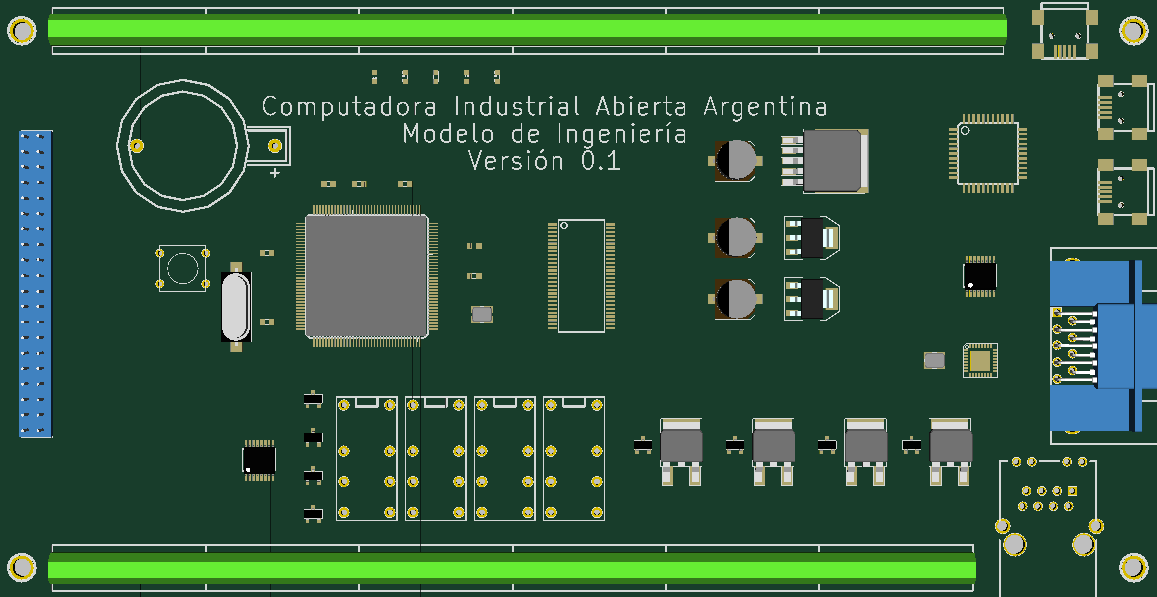 Computadora Industrial Abierta Argentina
Modelo de Ingeniería
Versión 0.1
+